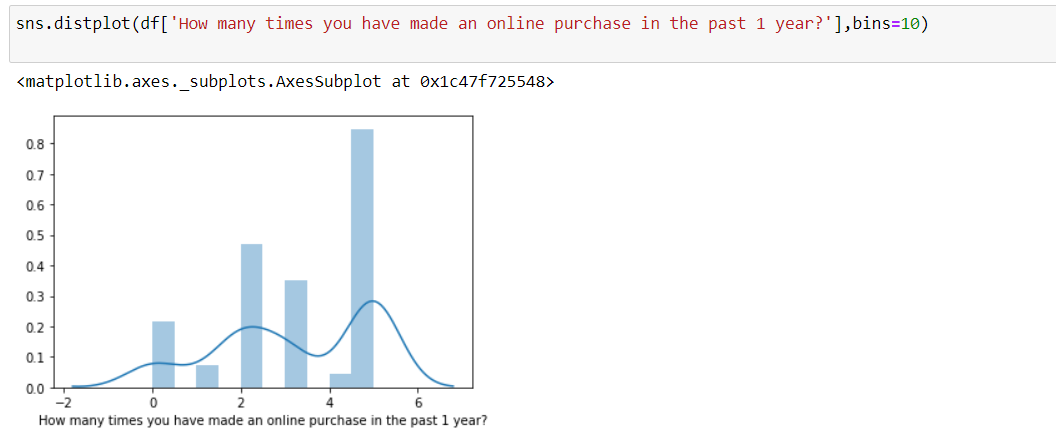 sns.distplot(df['How many times you have made an online purchase in the past 1 year?'],bins=10)
<matplotlib.axes._subplots.AxesSubplot at 0x1c47f725548>
0.8
0.7
0.6
0.5
0.4
0.3
0.2
0.1
0.0
−2 0 2 4 6
How many times you have made an online purchase in the past 1 year?